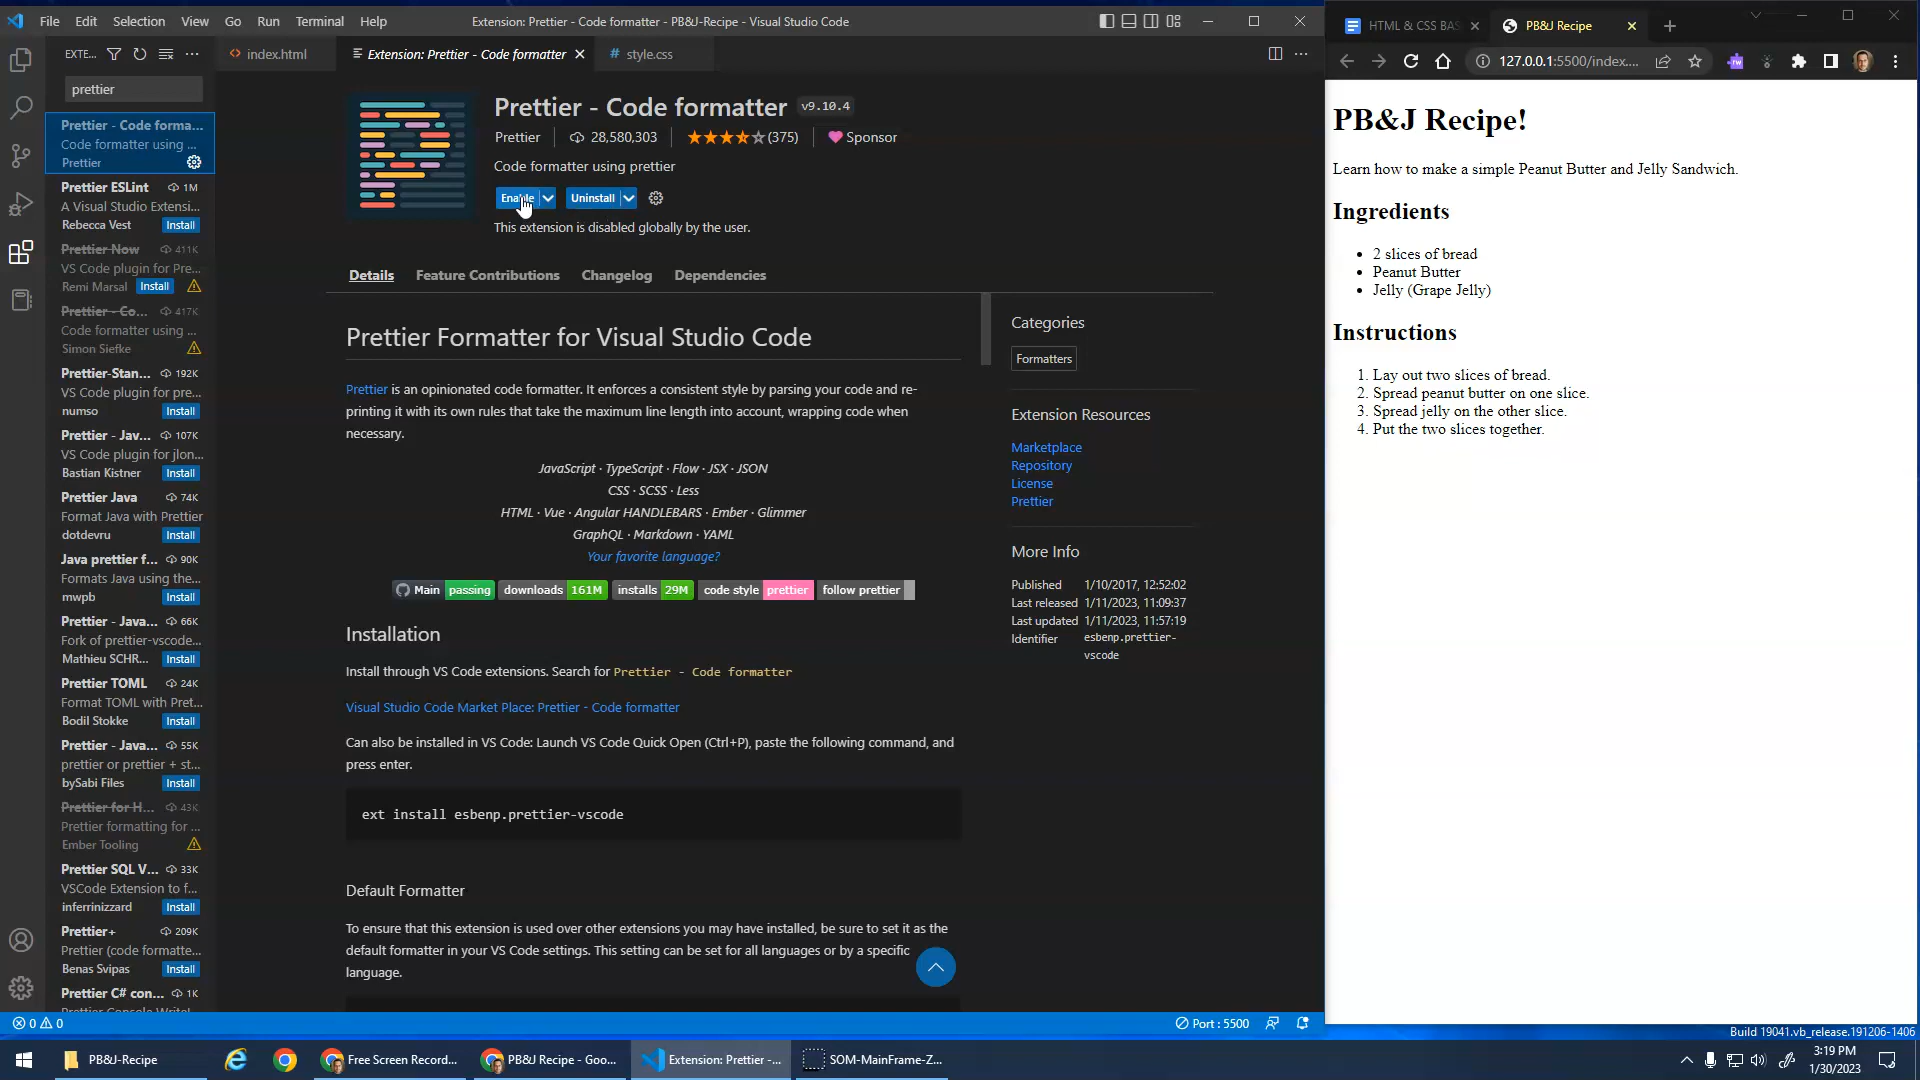 File Edit Selection View Go Run Terminal Help
Extension: Prettier - Code formatter - PB&J-Recipe - Visual Studio Code
EXTE...
prettier
Prettier - Code forma...
Code formatter using ...
Prettier
Prettier ESLint 1M
A Visual Studio Extensi...
Rebecca Vest Install
Prettier Now 411K
VS Code plugin for Pre...
Remi Marsal Install
Prettier - Co... 417K
Code formatter using ...
Simon Siefke
Prettier-Stan... 192K
VS Code plugin for pre...
numso Install
Prettier - Jav... 107K
VS Code plugin for jlon...
Bastian Kistner Install
Prettier Java 74K
Format Java with Prettier
dotdevru Install
Java prettier f... 90K
Formats Java using the...
mwpb Install
Prettier - Java... 66K
Fork of prettier-vscode...
Mathieu SCHR... Install
Prettier TOML 24K
Format TOML with Pret...
Bodil Stokke Install
Prettier - Java... 55K
prettier or prettier + st...
bySabi Files Install
Prettier for H... 43K
Prettier formatting for ...
Ember Tooling
Prettier SQL V... 33K
VSCode Extension to f...
inferrinizzard Install
Prettier+ 209K
Prettier (code formatte...
Benas Svipas Install
Prettier C# con... 1K
index.html
Extension: Prettier - Code formatter
# style.css
Prettier - Code formatter v9.10.4
Prettier 28,580,303 (375) Sponsor
Code formatter using prettier
Enable Uninstall
This extension is disabled globally by the user.
Details Feature Contributions Changelog Dependencies
Prettier Formatter for Visual Studio Code
Prettier is an opinionated code formatter. It enforces a consistent style by parsing your code and re-
printing it with its own rules that take the maximum line length into account, wrapping code when
necessary.
JavaScript · TypeScript · Flow · JSX · JSON
CSS · SCSS · Less
HTML · Vue · Angular HANDLEBARS · Ember · Glimmer
GraphQL · Markdown · YAML
Your favorite language?
Main passing downloads 161M installs 29M code style prettier follow prettier
Installation
Install through VS Code extensions. Search for Prettier - Code formatter
Visual Studio Code Market Place: Prettier - Code formatter
Can also be installed in VS Code: Launch VS Code Quick Open (Ctrl+P), paste the following command, and
press enter.
ext install esbenp.prettier-vscode
Default Formatter
To ensure that this extension is used over other extensions you may have installed, be sure to set it as the
default formatter in your VS Code settings. This setting can be set for all languages or by a specific
language.
Categories
Formatters
Extension Resources
Marketplace
Repository
License
Prettier
More Info
Published 1/10/2017, 12:52:02
Last released 1/11/2023, 11:09:37
Last updated 1/11/2023, 11:57:19
Identifier esbenp.prettier-
vscode
0 0
Port : 5500
HTML & CSS BAS
PB&J Recipe
127.0.0.1:5500/index....
PB&J Recipe!
Learn how to make a simple Peanut Butter and Jelly Sandwich.
Ingredients
• 2 slices of bread
• Peanut Butter
• Jelly (Grape Jelly)
Instructions
1. Lay out two slices of bread.
2. Spread peanut butter on one slice.
3. Spread jelly on the other slice.
4. Put the two slices together.
Build 19041.vb_release.191206-1406
PB&J-Recipe
Free Screen Record...
PB&J Recipe - Goo...
Extension: Prettier -...
SOM-MainFrame-Z...
3:19 PM
1/30/2023